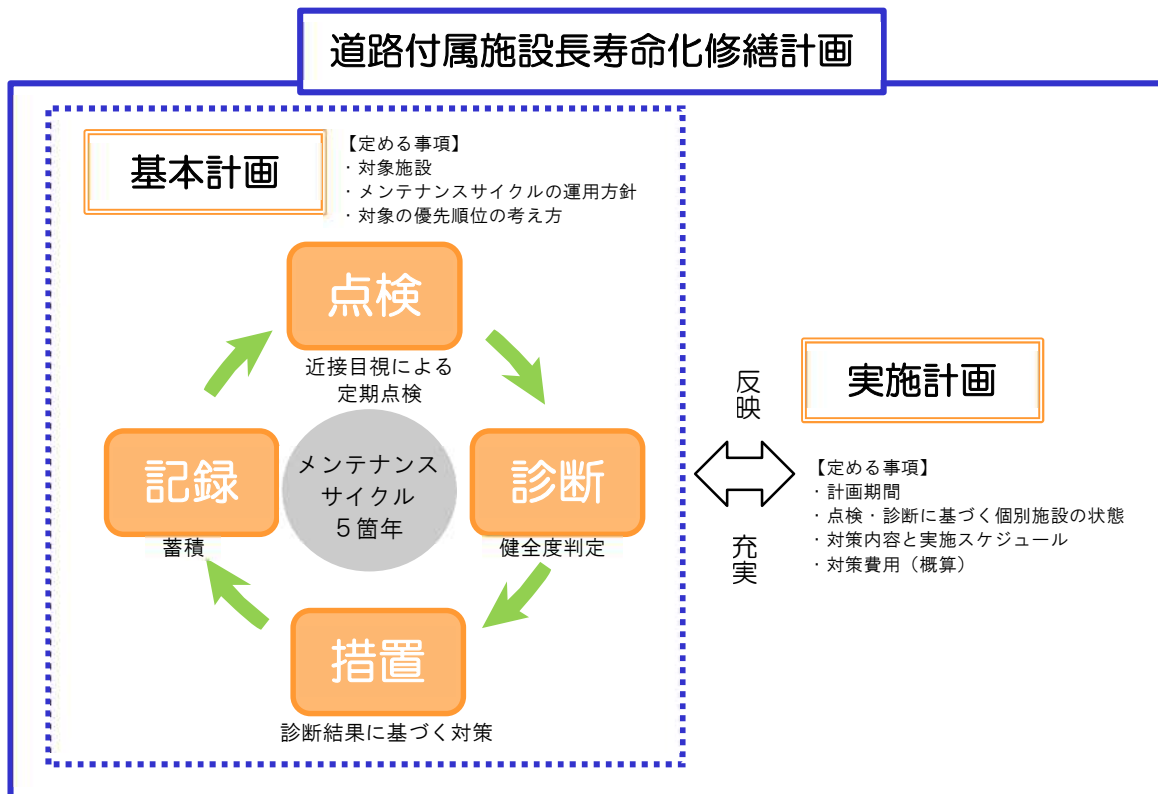 道路付属施設長寿命化修繕計画
基本計画
【定める事項】
・対象施設
・メンテナンスサイクルの運用方針
・対象の優先順位の考え方
点検
近接目視による
定期点検
記録
蓄積
メンテナンス
サイクル
５箇年
診断
健全度判定
措置
診断結果に基づく対策
反映
充実
実施計画
【定める事項】
・計画期間
・点検・診断に基づく個別施設の状態
・対策内容と実施スケジュール
・対策費用（概算）